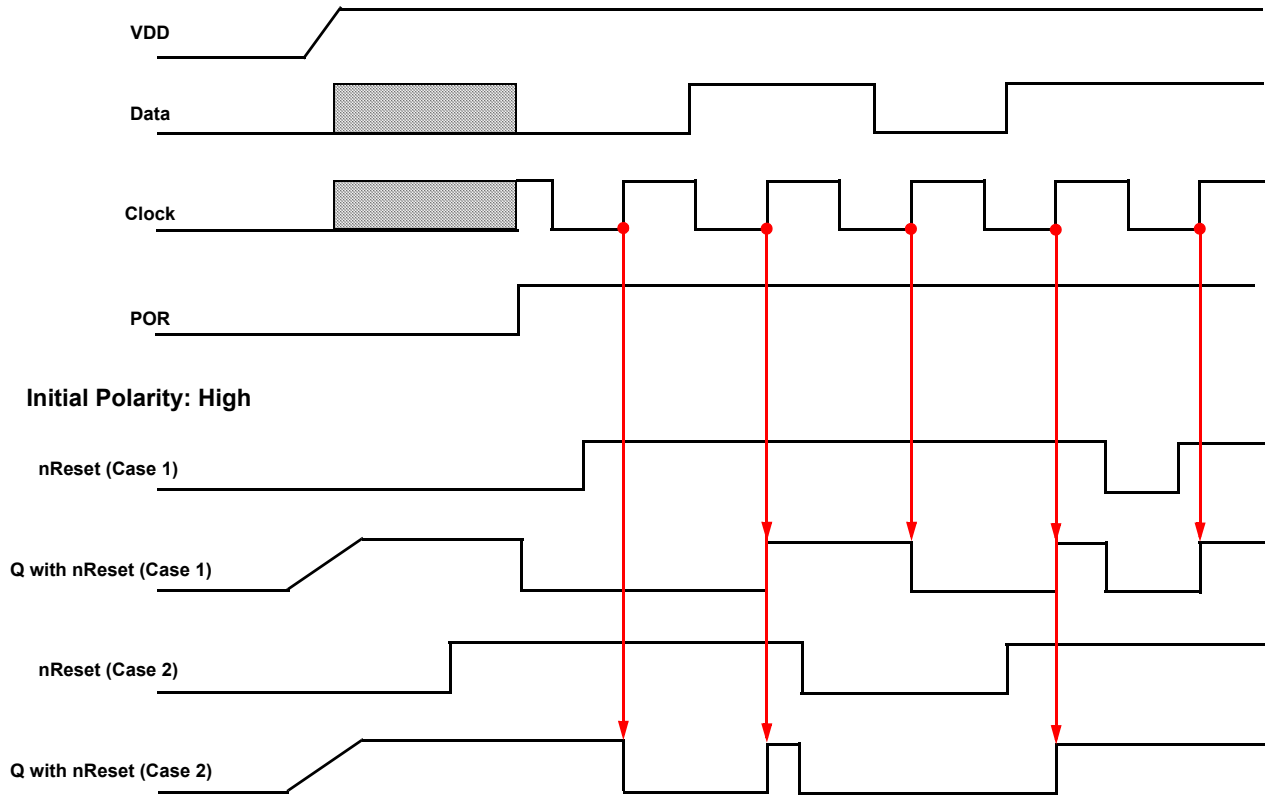 VDD
Data
Clock
POR
Initial Polarity: High
nReset (Case 1)
Q with nReset (Case 1)
nReset (Case 2)
Q with nReset (Case 2)